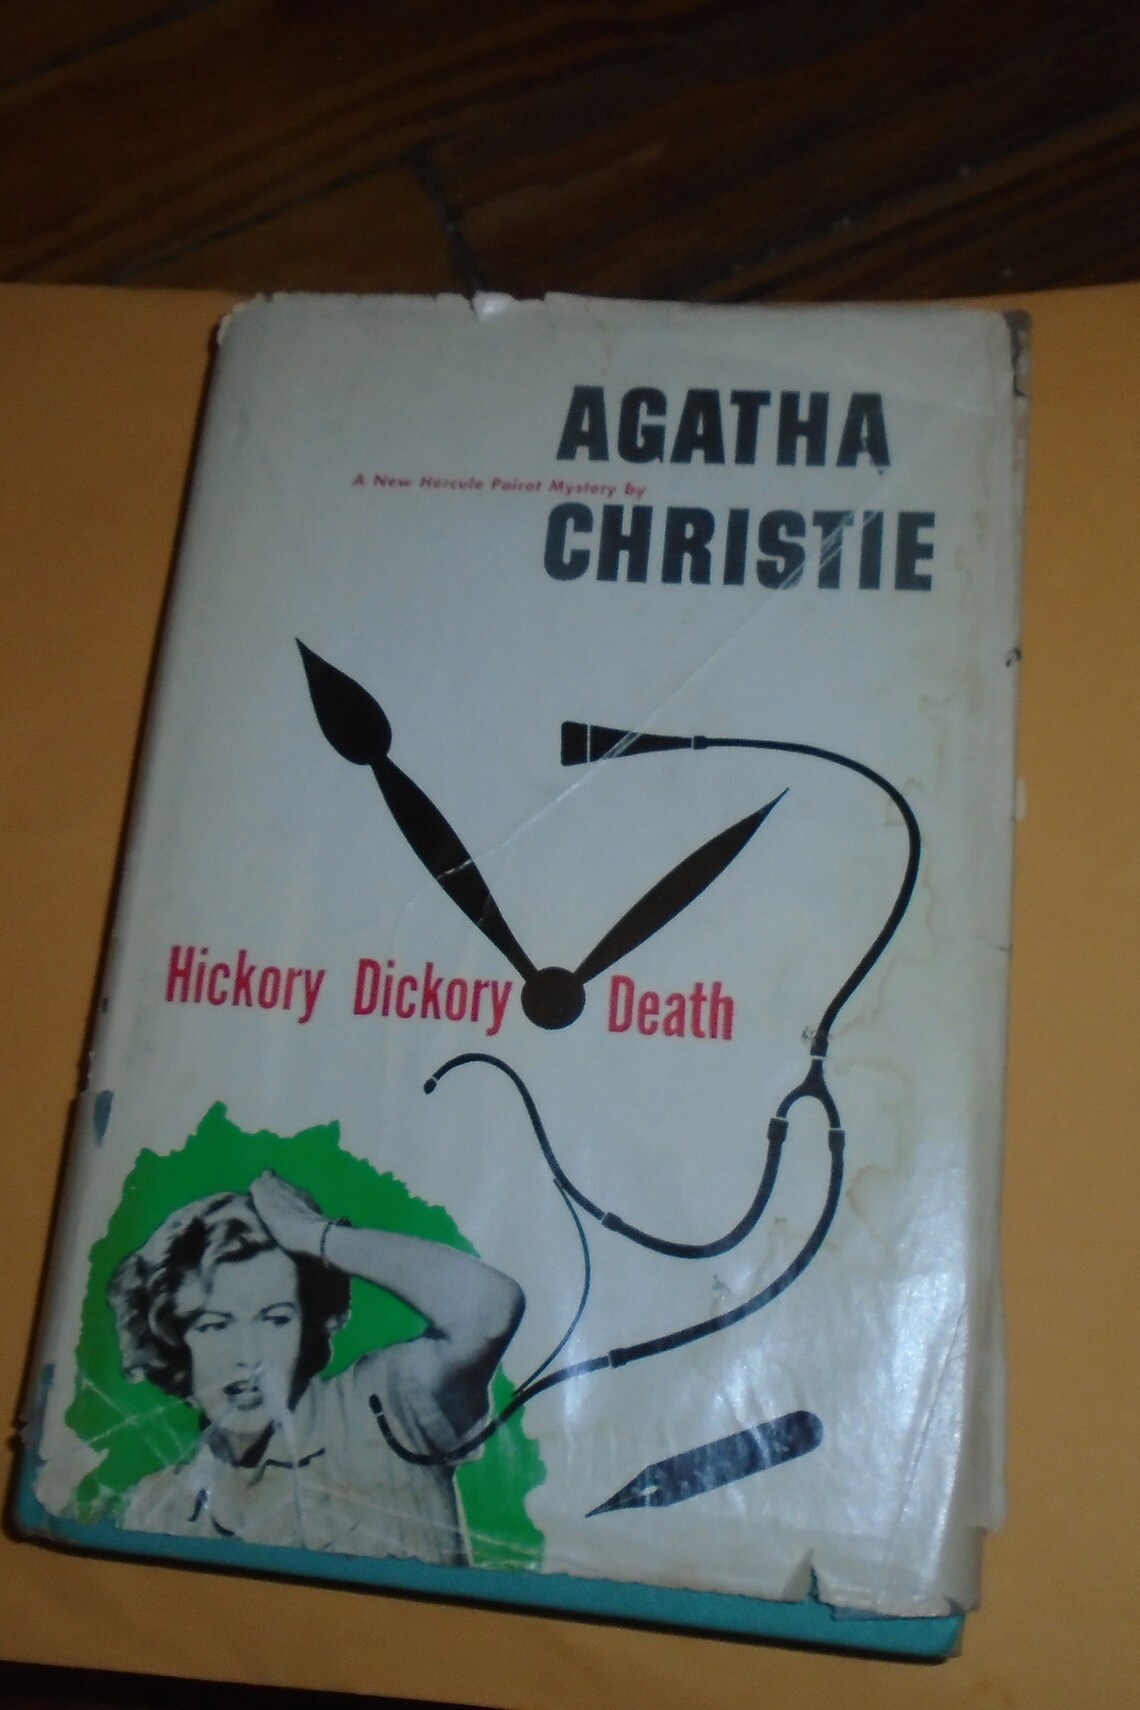 AGATHA
A New Hercule Poirot Mystery by
CHRISTIE
Hickory Dickory Death